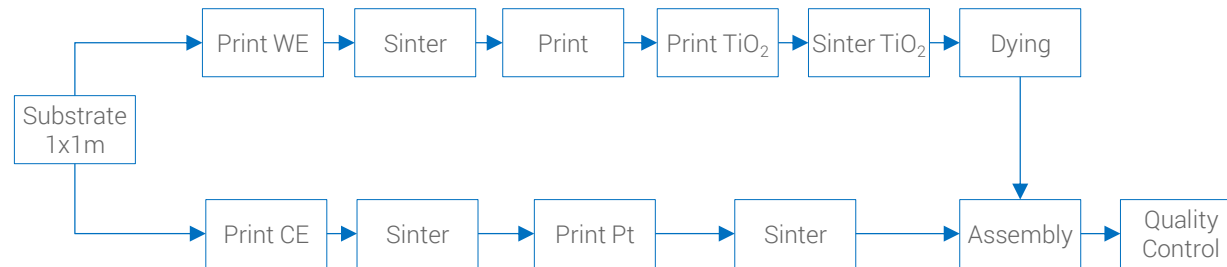 Print WE
Sinter
Print
Print TiO₂
Sinter TiO₂
Dying
Substrate
1x1m
Print CE
Sinter
Print Pt
Sinter
Assembly
Quality
Control